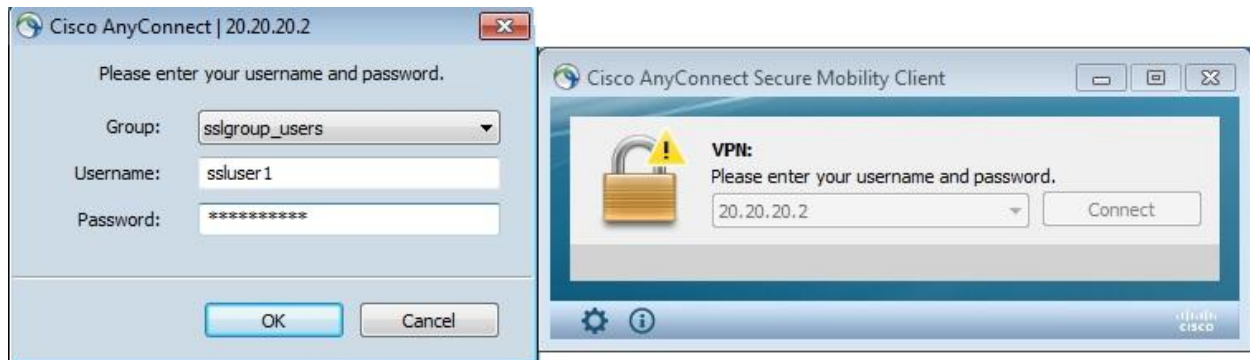 Cisco AnyConnect | 20.20.20.2
Please enter your username and password.
Group: sslgroup_users
Username: ssluser1
Password: **********
OK Cancel
Cisco AnyConnect Secure Mobility Client
VPN:
Please enter your username and password.
20.20.20.2 Connect
CISCO